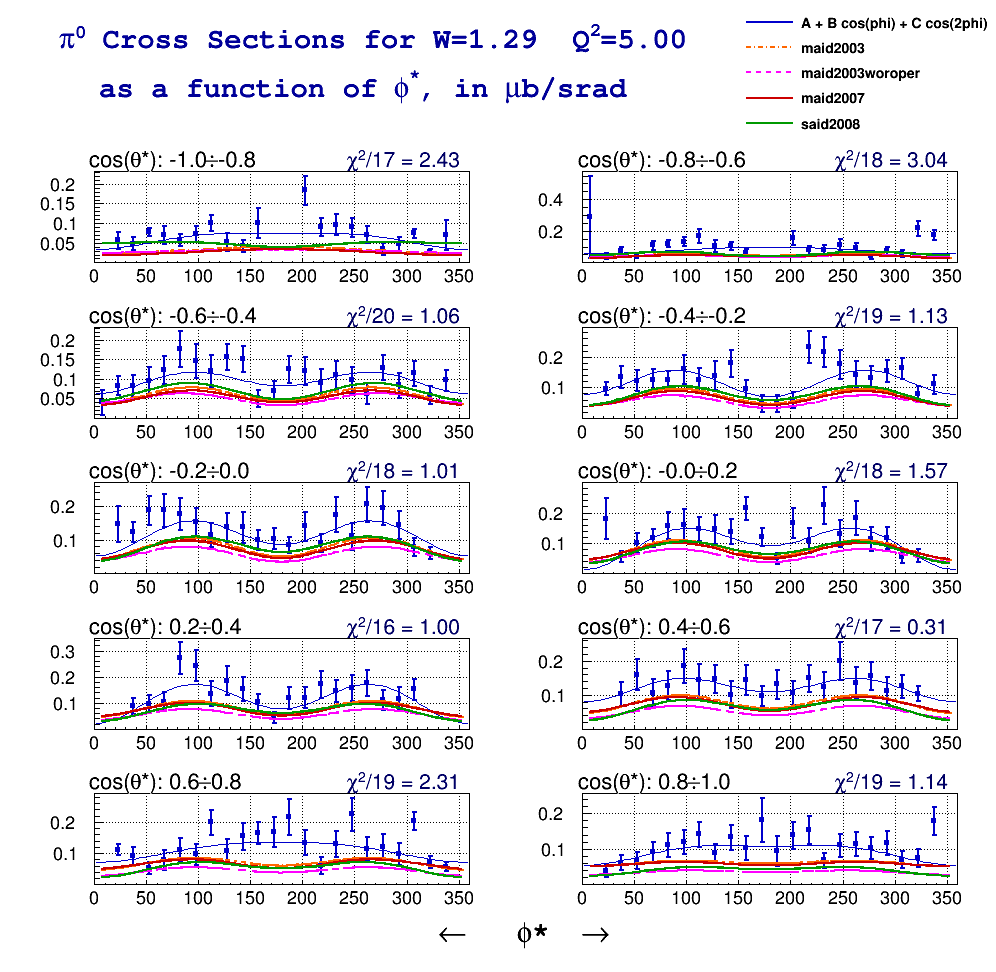 π⁰ Cross Sections for W=1.29 Q²=5.00
as a function of ϕ*, in μb/srad
A + B cos(phi) + C cos(2phi)
maid2003
maid2003woroper
maid2007
said2008
cos(θ*): -1.0÷-0.8 χ²/17 = 2.43
0.2
0.15
0.1
0.05
0 50 100 150 200 250 300 350
cos(θ*): -0.8÷-0.6 χ²/18 = 3.04
0.4
0.2
0 50 100 150 200 250 300 350
cos(θ*): -0.6÷-0.4 χ²/20 = 1.06
0.2
0.15
0.1
0.05
0 50 100 150 200 250 300 350
cos(θ*): -0.4÷-0.2 χ²/19 = 1.13
0.2
0.1
0 50 100 150 200 250 300 350
cos(θ*): -0.2÷0.0 χ²/18 = 1.01
0.2
0.1
0 50 100 150 200 250 300 350
cos(θ*): -0.0÷0.2 χ²/18 = 1.57
0.2
0.1
0 50 100 150 200 250 300 350
cos(θ*): 0.2÷0.4 χ²/16 = 1.00
0.3
0.2
0.1
0 50 100 150 200 250 300 350
cos(θ*): 0.4÷0.6 χ²/17 = 0.31
0.2
0.1
0 50 100 150 200 250 300 350
cos(θ*): 0.6÷0.8 χ²/19 = 2.31
0.2
0.1
0 50 100 150 200 250 300 350
cos(θ*): 0.8÷1.0 χ²/19 = 1.14
0.2
0.1
0 50 100 150 200 250 300 350
← ϕ* →